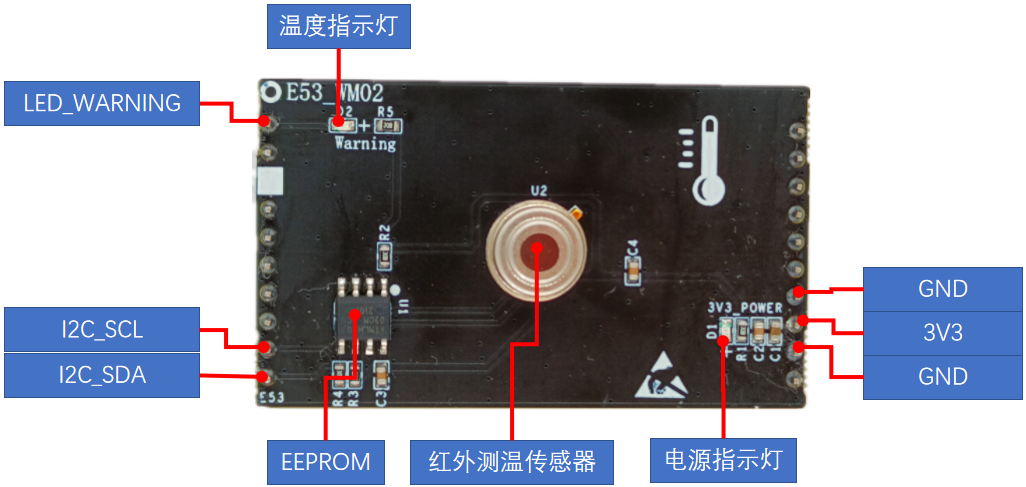 温度指示灯
LED_WARNING
E53_WM02
D2
R5
Warning
U2
R2
C4
U1
I2C_SCL
I2C_SDA
3V3_POWER
D1
R1
C2
C1
GND
3V3
GND
R4
R3
C3
E53
EEPROM
红外测温传感器
电源指示灯